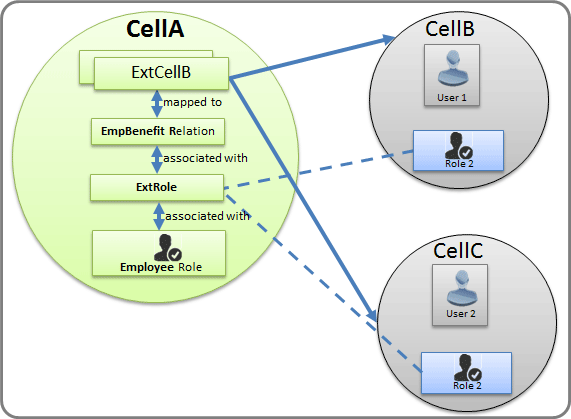 CellA
ExtCellB
mapped to
EmpBenefit Relation
associated with
ExtRole
associated with
Employee Role
CellB
User 1
Role 2
CellC
User 2
Role 2